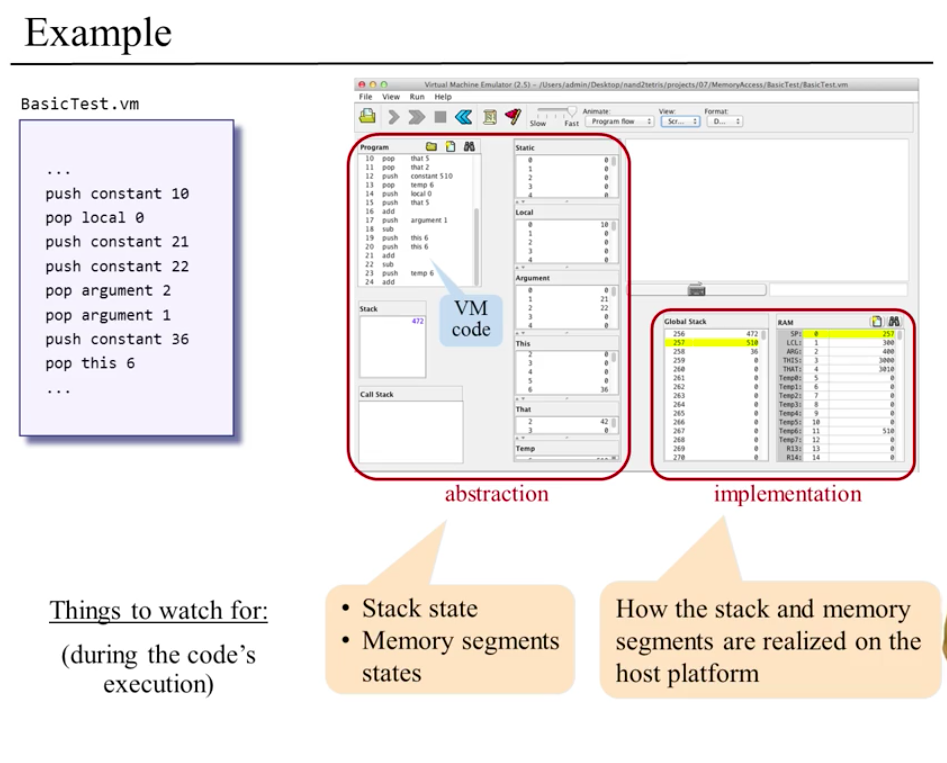 Example
BasicTest.vm
...
push constant 10
pop local 0
push constant 21
push constant 22
pop argument 2
pop argument 1
push constant 36
pop this 6
...
Virtual Machine Emulator (2.5) - /Users/admin/Desktop/nand2tetris/projects/07/MemoryAccess/BasicTest/BasicTest.vm
File View Run Help
Slow Fast
Animate:
Program flow
View:
Scr...
Format:
D...
Program
10 pop that 5
11 pop that 2
12 push constant 510
13 pop temp 6
14 push local 0
15 push that 5
16 add
17 push argument 1
18 sub
19 push this 6
20 push this 6
21 add
22 sub
23 push temp 6
24 add
VM
code
Stack
472
Call Stack
Static
0 0
1 0
2 0
3 0
4 0
Local
0 10
1 0
2 0
3 0
4 0
Argument
0 0
1 21
2 22
3 0
4 0
This
2 0
3 0
4 0
5 0
6 36
That
2 42
3 0
Temp
Global Stack
256 472
257 510
258 36
259 0
260 0
261 0
262 0
263 0
264 0
265 0
266 0
267 0
268 0
269 0
270 0
RAM
SP: 0 257
LCL: 1 300
ARG: 2 400
THIS: 3 3000
THAT: 4 3010
Temp0: 5 0
Temp1: 6 0
Temp2: 7 0
Temp3: 8 0
Temp4: 9 0
Temp5: 10 0
Temp6: 11 510
Temp7: 12 0
R13: 13 0
R14: 14 0
abstraction
implementation
Things to watch for:
(during the code's
execution)
• Stack state
• Memory segments
states
How the stack and memory
segments are realized on the
host platform